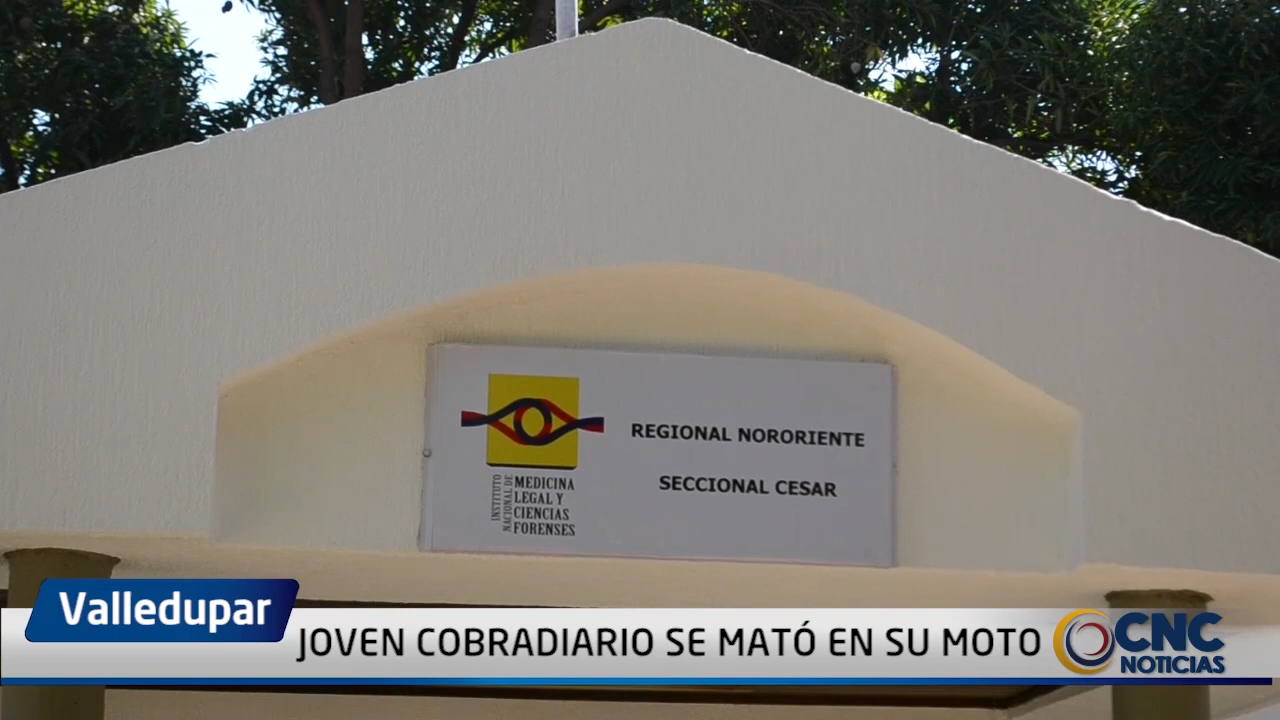 REGIONAL NORORIENTE
SECCIONAL CESAR
INSTITUTO
NACIONAL DE
MEDICINA
LEGAL Y
CIENCIAS
FORENSES
Valledupar
JOVEN COBRADIARIO SE MATÓ EN SU MOTO
CNC
NOTICIAS